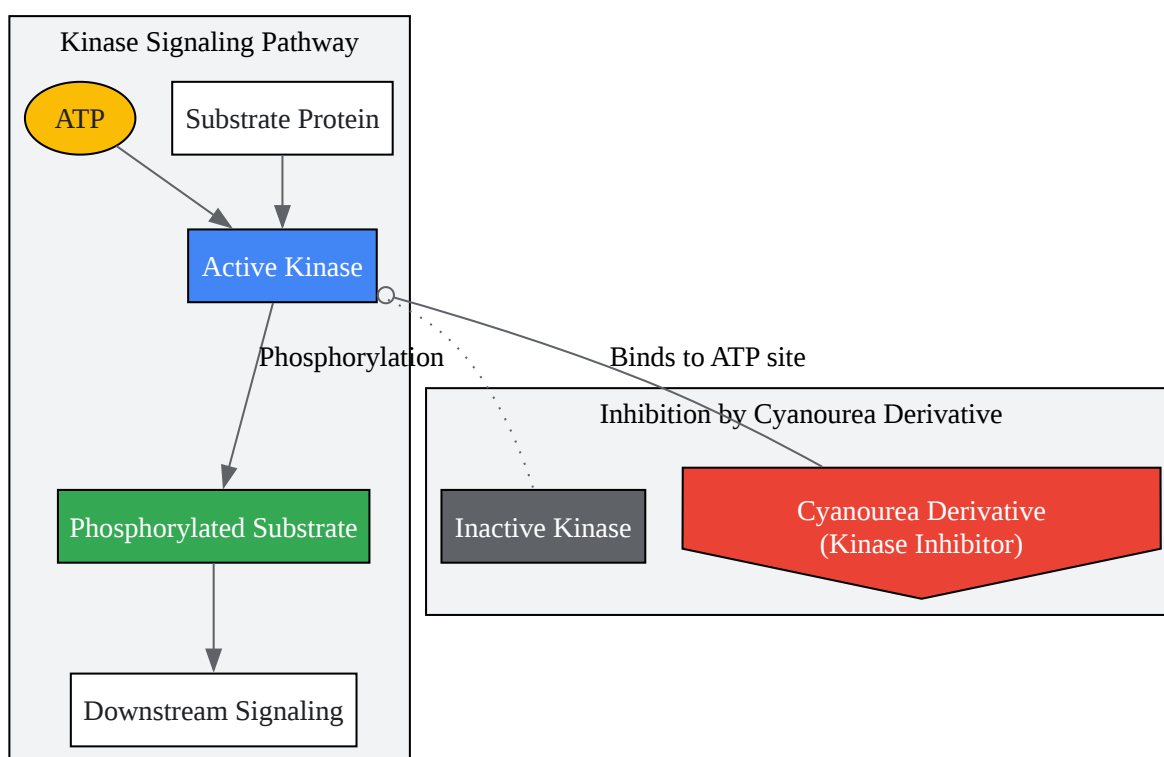 Kinase Signaling Pathway
ATP
Substrate Protein
Active Kinase
Phosphorylation
Binds to ATP site
Inhibition by Cyanourea Derivative
Phosphorylated Substrate
Inactive Kinase
Cyanourea Derivative
(Kinase Inhibitor)
Downstream Signaling